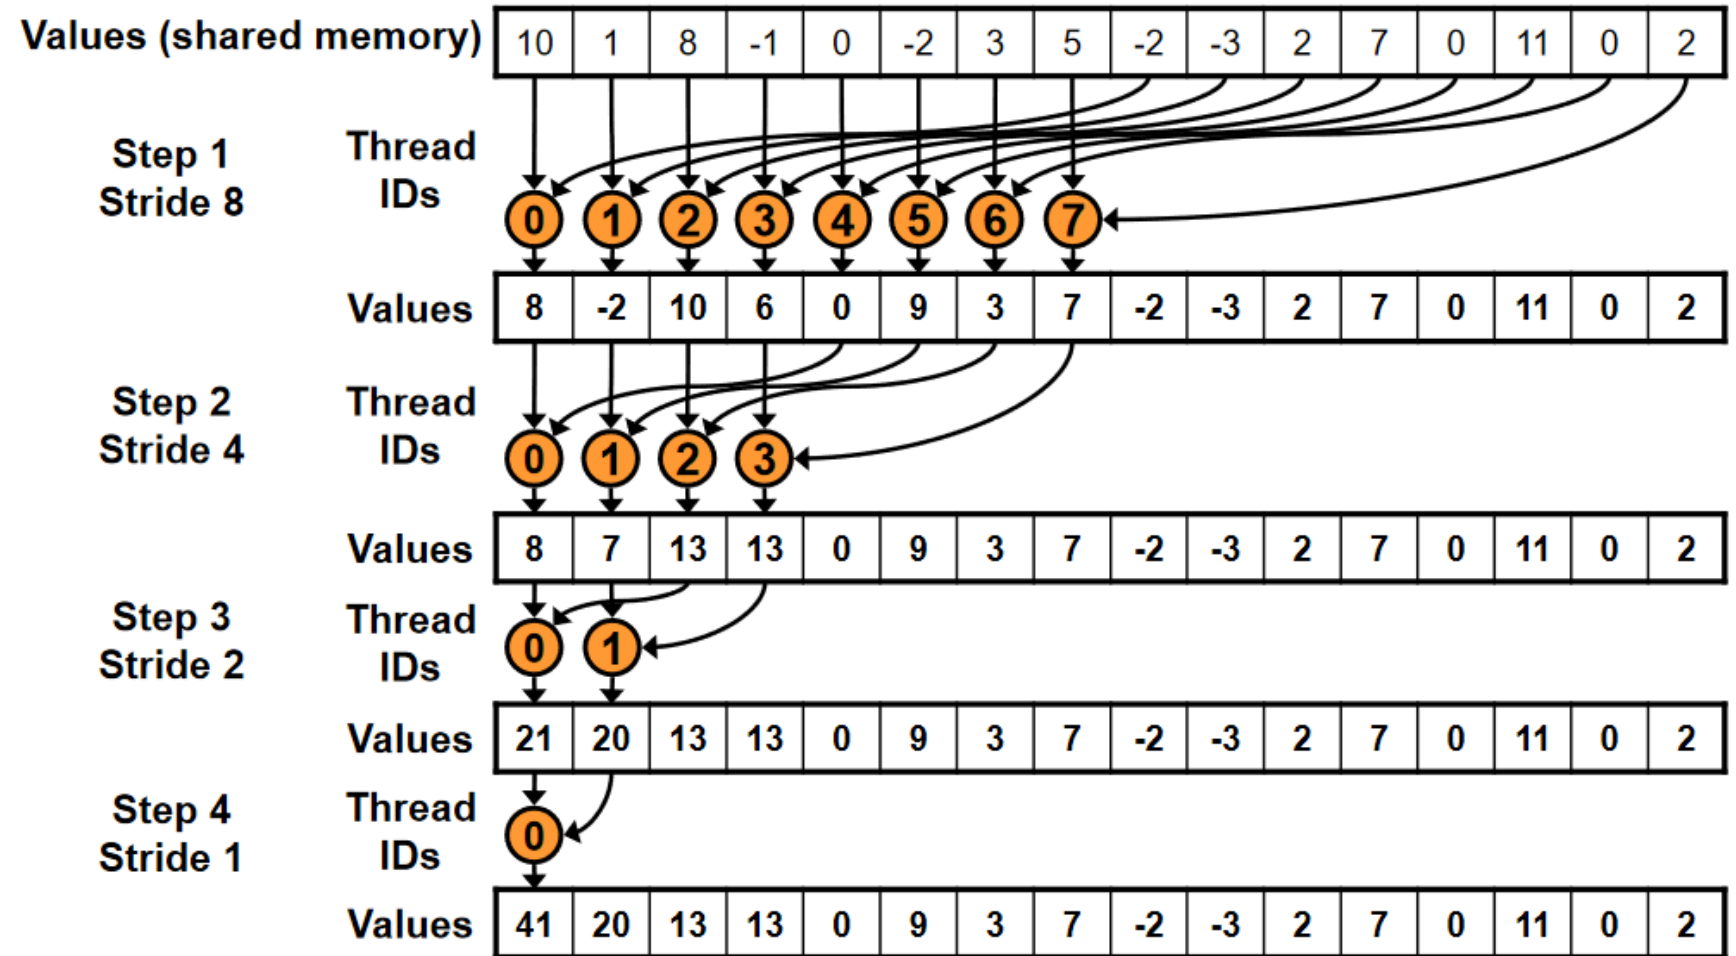 Values (shared memory) 10 1 8 -1 0 -2 3 5 -2 -3 2 7 0 11 0 2
Step 1 Thread
Stride 8 IDs
0 1 2 3 4 5 6 7
Values 8 -2 10 6 0 9 3 7 -2 -3 2 7 0 11 0 2
Step 2 Thread
Stride 4 IDs
0 1 2 3
Values 8 7 13 13 0 9 3 7 -2 -3 2 7 0 11 0 2
Step 3 Thread
Stride 2 IDs
0 1
Values 21 20 13 13 0 9 3 7 -2 -3 2 7 0 11 0 2
Step 4 Thread
Stride 1 IDs
0
Values 41 20 13 13 0 9 3 7 -2 -3 2 7 0 11 0 2